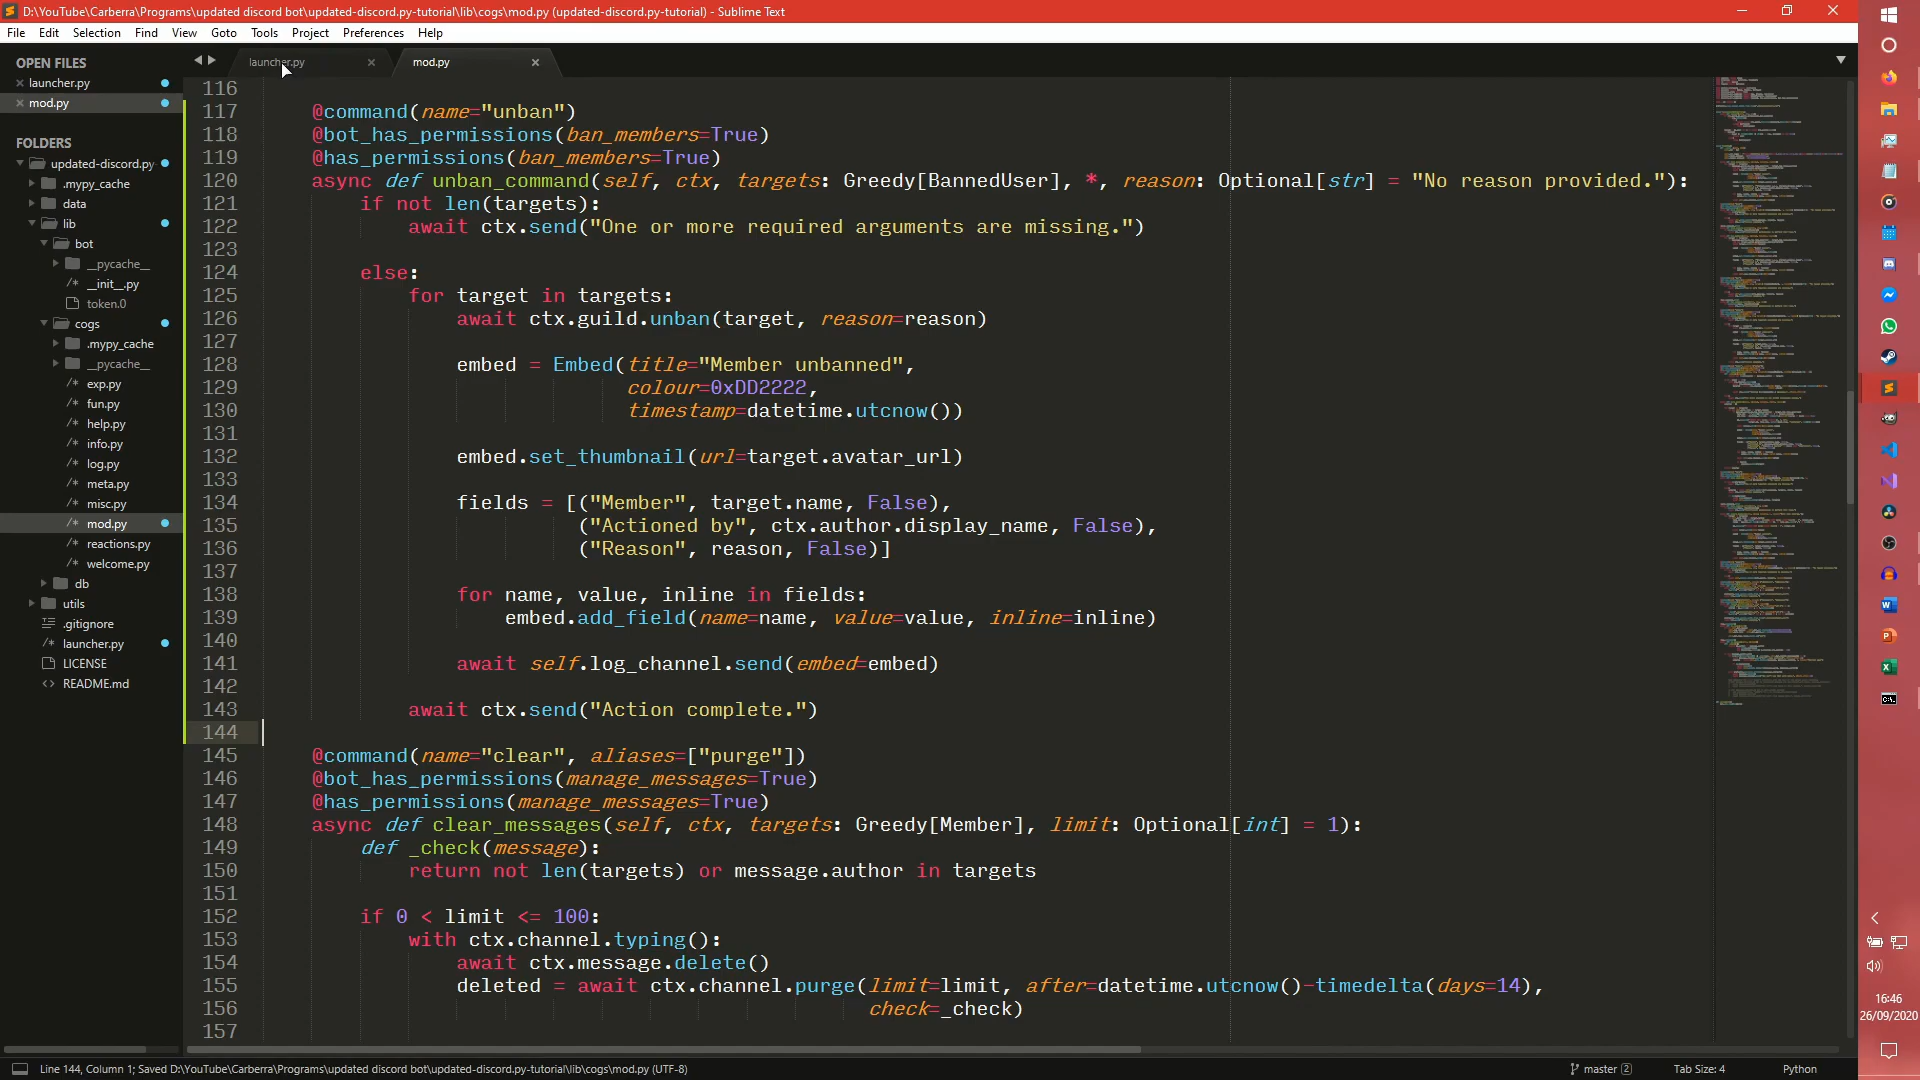 D:\YouTube\Carberra\Programs\updated discord bot\updated-discord.py-tutorial\lib\cogs\mod.py (updated-discord.py-tutorial) - Sublime Text
File Edit Selection Find View Goto Tools Project Preferences Help
OPEN FILES
launcher.py
mod.py
FOLDERS
updated-discord.py-
.mypy_cache
data
lib
bot
__pycache__
__init__.py
token.0
cogs
.mypy_cache
__pycache__
exp.py
fun.py
help.py
info.py
log.py
meta.py
misc.py
mod.py
reactions.py
welcome.py
db
utils
.gitignore
launcher.py
LICENSE
README.md
launcher.py mod.py
116
117 @command(name="unban")
118 @bot_has_permissions(ban_members=True)
119 @has_permissions(ban_members=True)
120 async def unban_command(self, ctx, targets: Greedy[BannedUser], *, reason: Optional[str] = "No reason provided."):
121 if not len(targets):
122 await ctx.send("One or more required arguments are missing.")
123
124 else:
125 for target in targets:
126 await ctx.guild.unban(target, reason=reason)
127
128 embed = Embed(title="Member unbanned",
129 colour=0xDD2222,
130 timestamp=datetime.utcnow())
131
132 embed.set_thumbnail(url=target.avatar_url)
133
134 fields = [("Member", target.name, False),
135 ("Actioned by", ctx.author.display_name, False),
136 ("Reason", reason, False)]
137
138 for name, value, inline in fields:
139 embed.add_field(name=name, value=value, inline=inline)
140
141 await self.log_channel.send(embed=embed)
142
143 await ctx.send("Action complete.")
144
145 @command(name="clear", aliases=["purge"])
146 @bot_has_permissions(manage_messages=True)
147 @has_permissions(manage_messages=True)
148 async def clear_messages(self, ctx, targets: Greedy[Member], limit: Optional[int] = 1):
149 def _check(message):
150 return not len(targets) or message.author in targets
151
152 if 0 < limit <= 100:
153 with ctx.channel.typing():
154 await ctx.message.delete()
155 deleted = await ctx.channel.purge(limit=limit, after=datetime.utcnow()-timedelta(days=14),
156 check=_check)
157
16:46
26/09/2020
Line 144, Column 1; Saved D:\YouTube\Carberra\Programs\updated discord bot\updated-discord.py-tutorial\lib\cogs\mod.py (UTF-8)
master 2 Tab Size: 4 Python